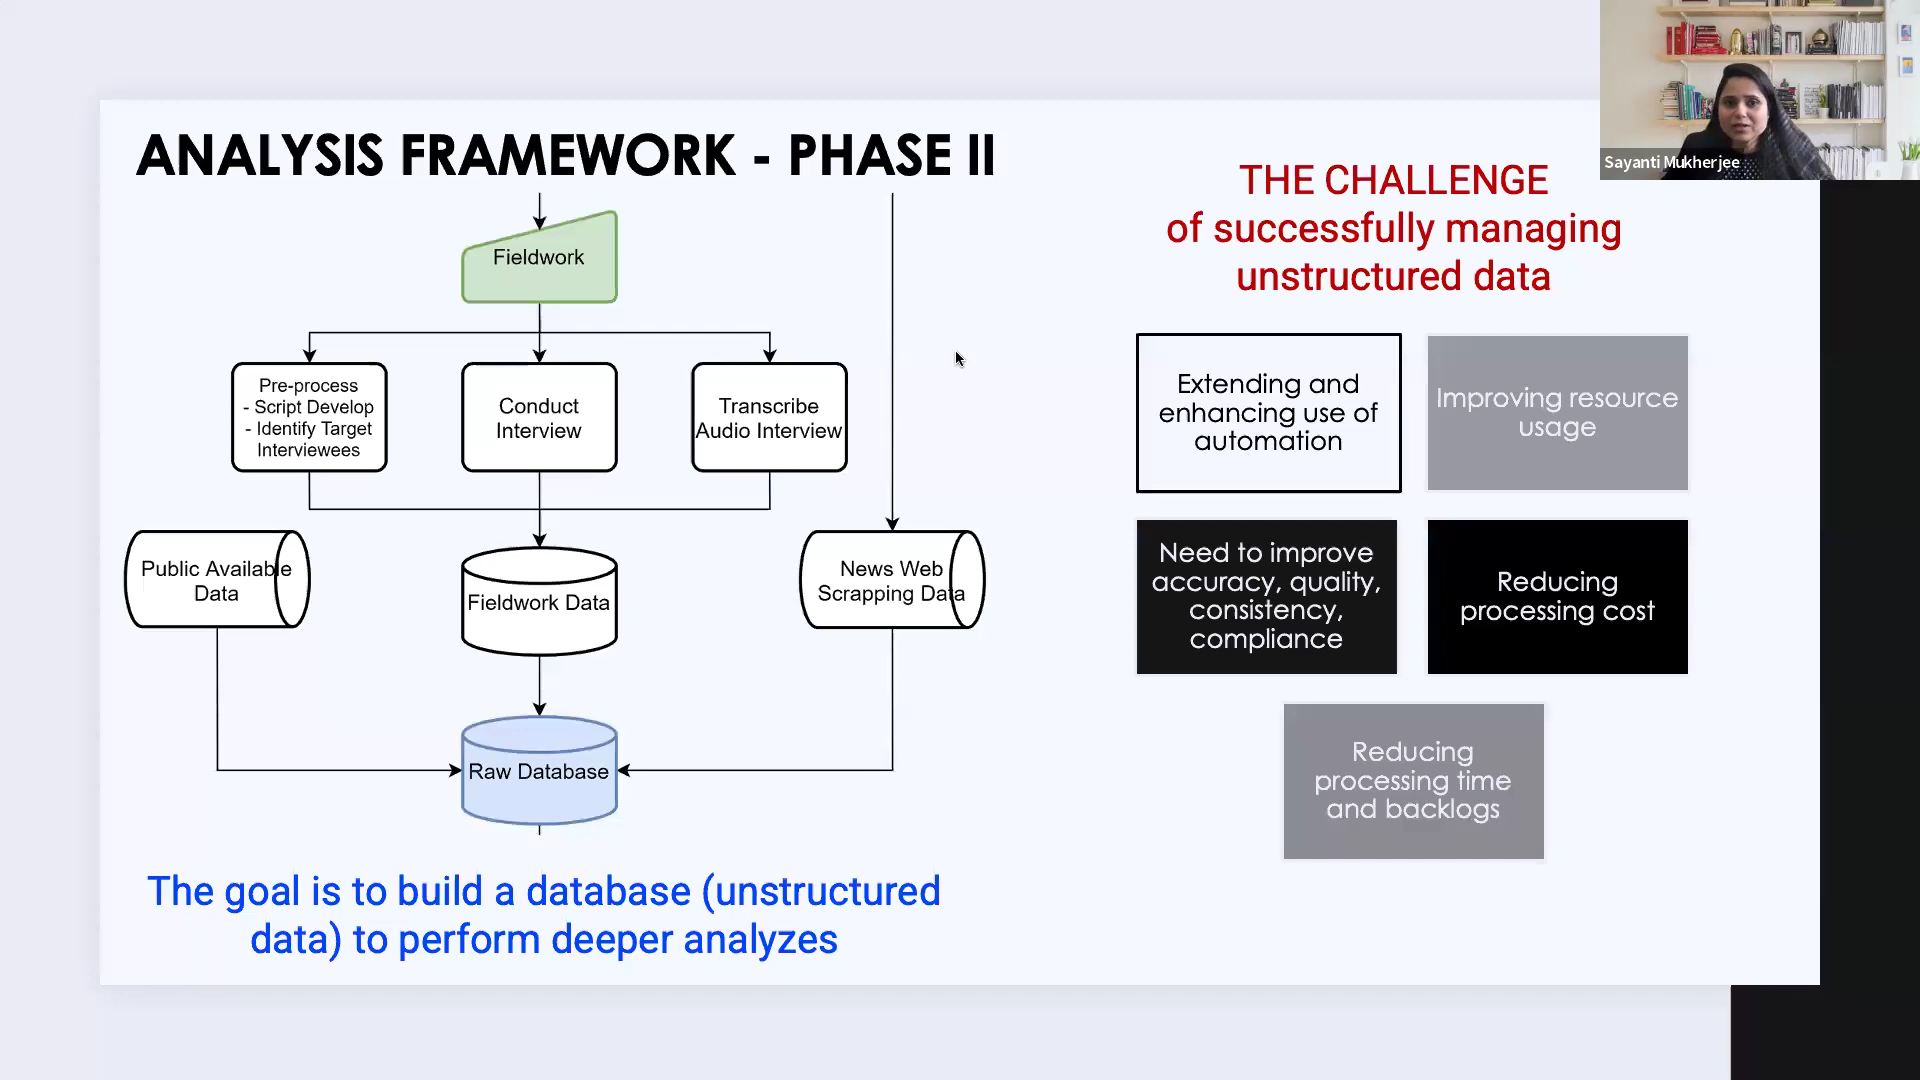 ANALYSIS FRAMEWORK - PHASE II
Fieldwork
Pre-process
- Script Develop
- Identify Target
Interviewees
Conduct
Interview
Transcribe
Audio Interview
Public Available
Data
Fieldwork Data
News Web
Scrapping Data
Raw Database
The goal is to build a database (unstructured
data) to perform deeper analyzes
THE CHALLENGE
of successfully managing
unstructured data
Extending and
enhancing use of
automation
Improving resource
usage
Need to improve
accuracy, quality,
consistency,
compliance
Reducing
processing cost
Reducing
processing time
and backlogs
Sayanti Mukherjee